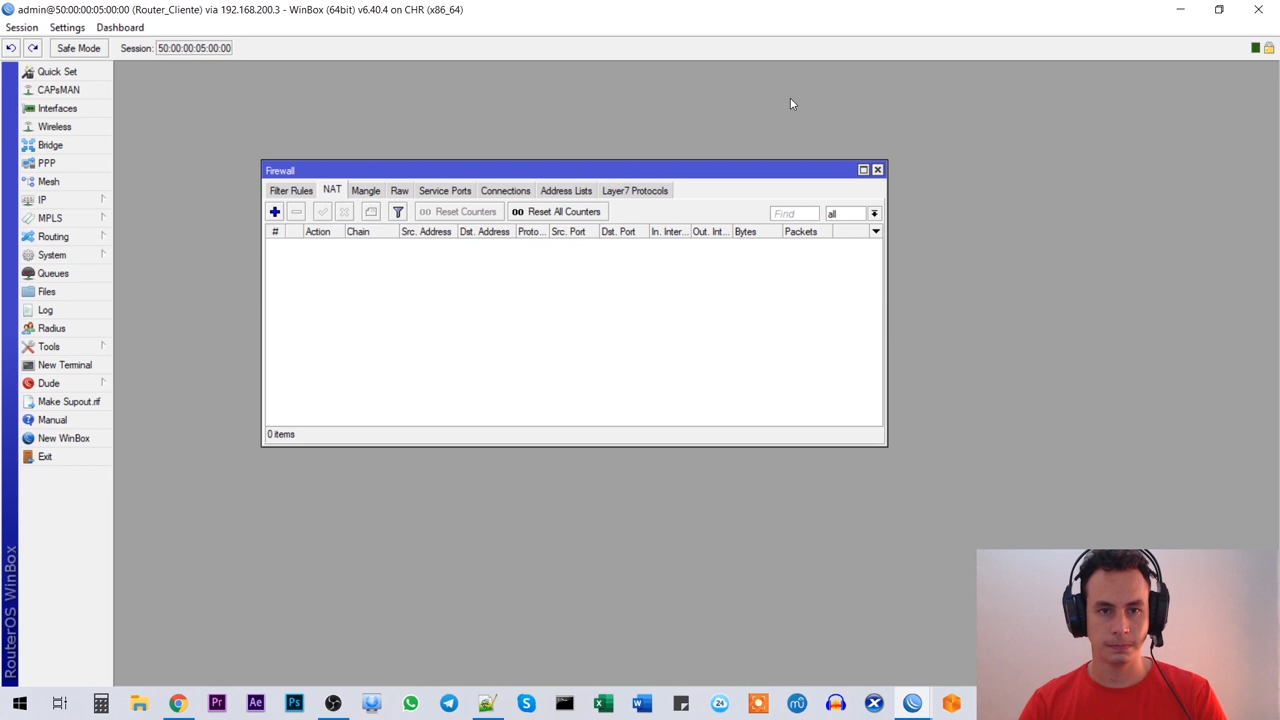 admin@50:00:00:05:00:00 (Router_Cliente) via 192.168.200.3 - WinBox (64bit) v6.40.4 on CHR (x86_64)
Session Settings Dashboard
Safe Mode Session: 50:00:00:05:00:00
Quick Set
CAPsMAN
Interfaces
Wireless
Bridge
PPP
Mesh
IP
MPLS
Routing
System
Queues
Files
Log
Radius
Tools
New Terminal
Dude
Make Supout.rif
Manual
New WinBox
Exit
RouterOS WinBox
Firewall
Filter Rules NAT Mangle Raw Service Ports Connections Address Lists Layer7 Protocols
00 Reset Counters 00 Reset All Counters Find all
# Action Chain Src. Address Dst. Address Proto... Src. Port Dst. Port In. Inter... Out. Int... Bytes Packets
0 items
Pr Ae Ps 24